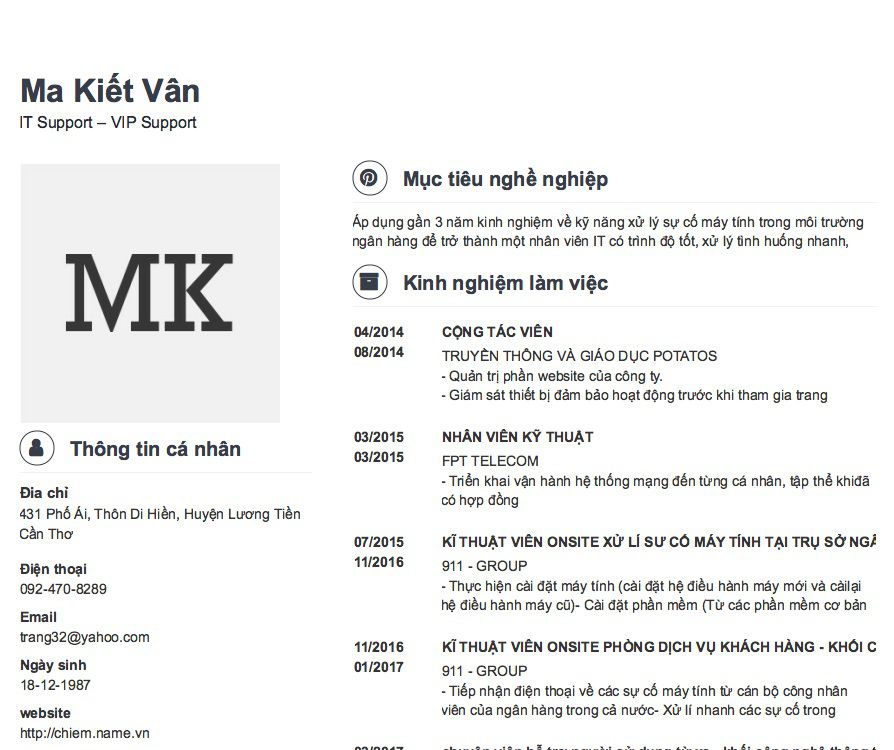 Ma Kiết Vân
IT Support – VIP Support
MK
Thông tin cá nhân
Đia chỉ
431 Phố Ái, Thôn Di Hiền, Huyện Lương Tiền
Cần Thơ
Điện thoại
092-470-8289
Email
trang32@yahoo.com
Ngày sinh
18-12-1987
website
http://chiem.name.vn
Mục tiêu nghề nghiệp
Áp dụng gần 3 năm kinh nghiệm về kỹ năng xử lý sự cố máy tính trong môi trường
ngân hàng để trở thành một nhân viên IT có trình độ tốt, xử lý tình huống nhanh,
Kinh nghiệm làm việc
04/2014
08/2014
CỘNG TÁC VIÊN
TRUYỀN THÔNG VÀ GIÁO DỤC POTATOS
- Quản trị phần website của công ty.
- Giám sát thiết bị đảm bảo hoạt động trước khi tham gia trang
03/2015
03/2015
NHÂN VIÊN KỸ THUẬT
FPT TELECOM
- Triển khai vận hành hệ thống mạng đến từng cá nhân, tập thể khiđã
có hợp đồng
07/2015
11/2016
KĨ THUẬT VIÊN ONSITE XỬ LÍ SƯ CỐ MÁY TÍNH TẠI TRỤ SỞ
911 - GROUP
- Thực hiện cài đặt máy tính (cài đặt hệ điều hành máy mới và càilại
hệ điều hành máy cũ)- Cài đặt phần mềm (Từ các phần mềm cơ bản
11/2016
01/2017
KĨ THUẬT VIÊN ONSITE PHÒNG DỊCH VỤ KHÁCH HÀNG - KHỐI
911 - GROUP
- Tiếp nhận điện thoại về các sự cố máy tính từ cán bộ công nhân
viên của ngân hàng trong cả nước- Xử lí nhanh các sự cố trong